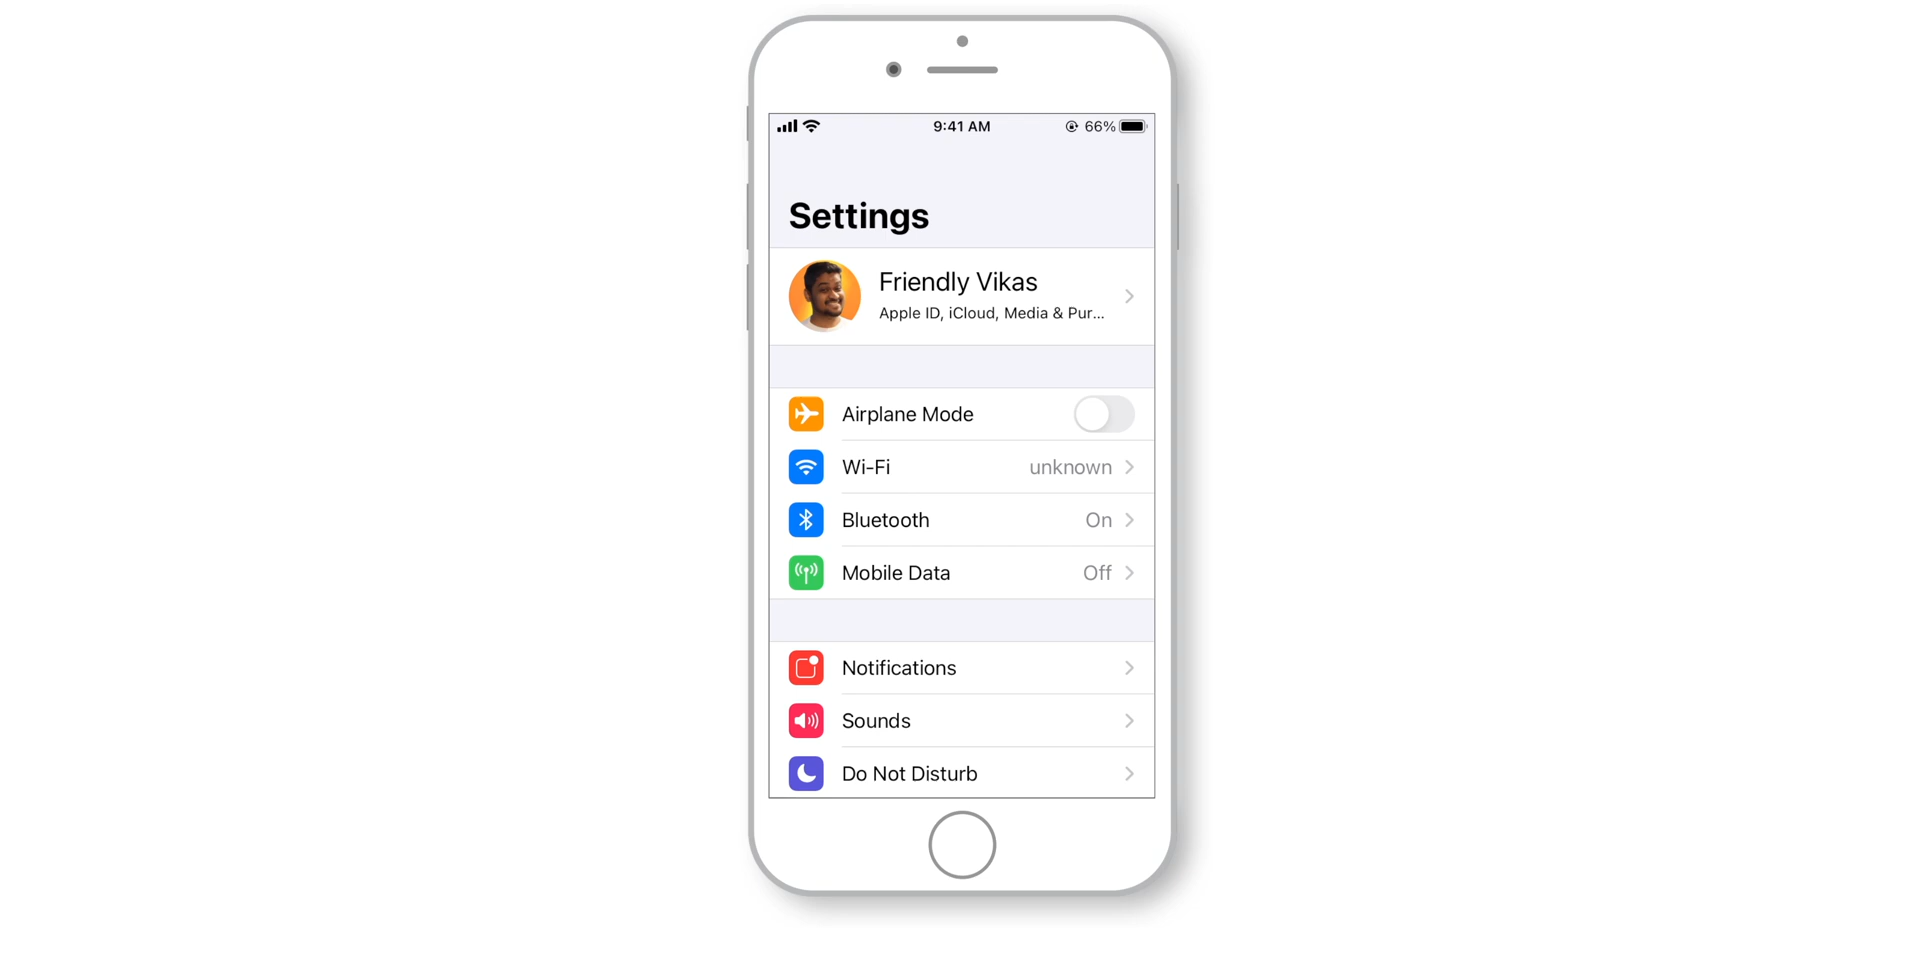 9:41 AM 66%
Settings
Friendly Vikas
Apple ID, iCloud, Media & Pur...
Airplane Mode
Wi-Fi unknown
Bluetooth On
Mobile Data Off
Notifications
Sounds
Do Not Disturb